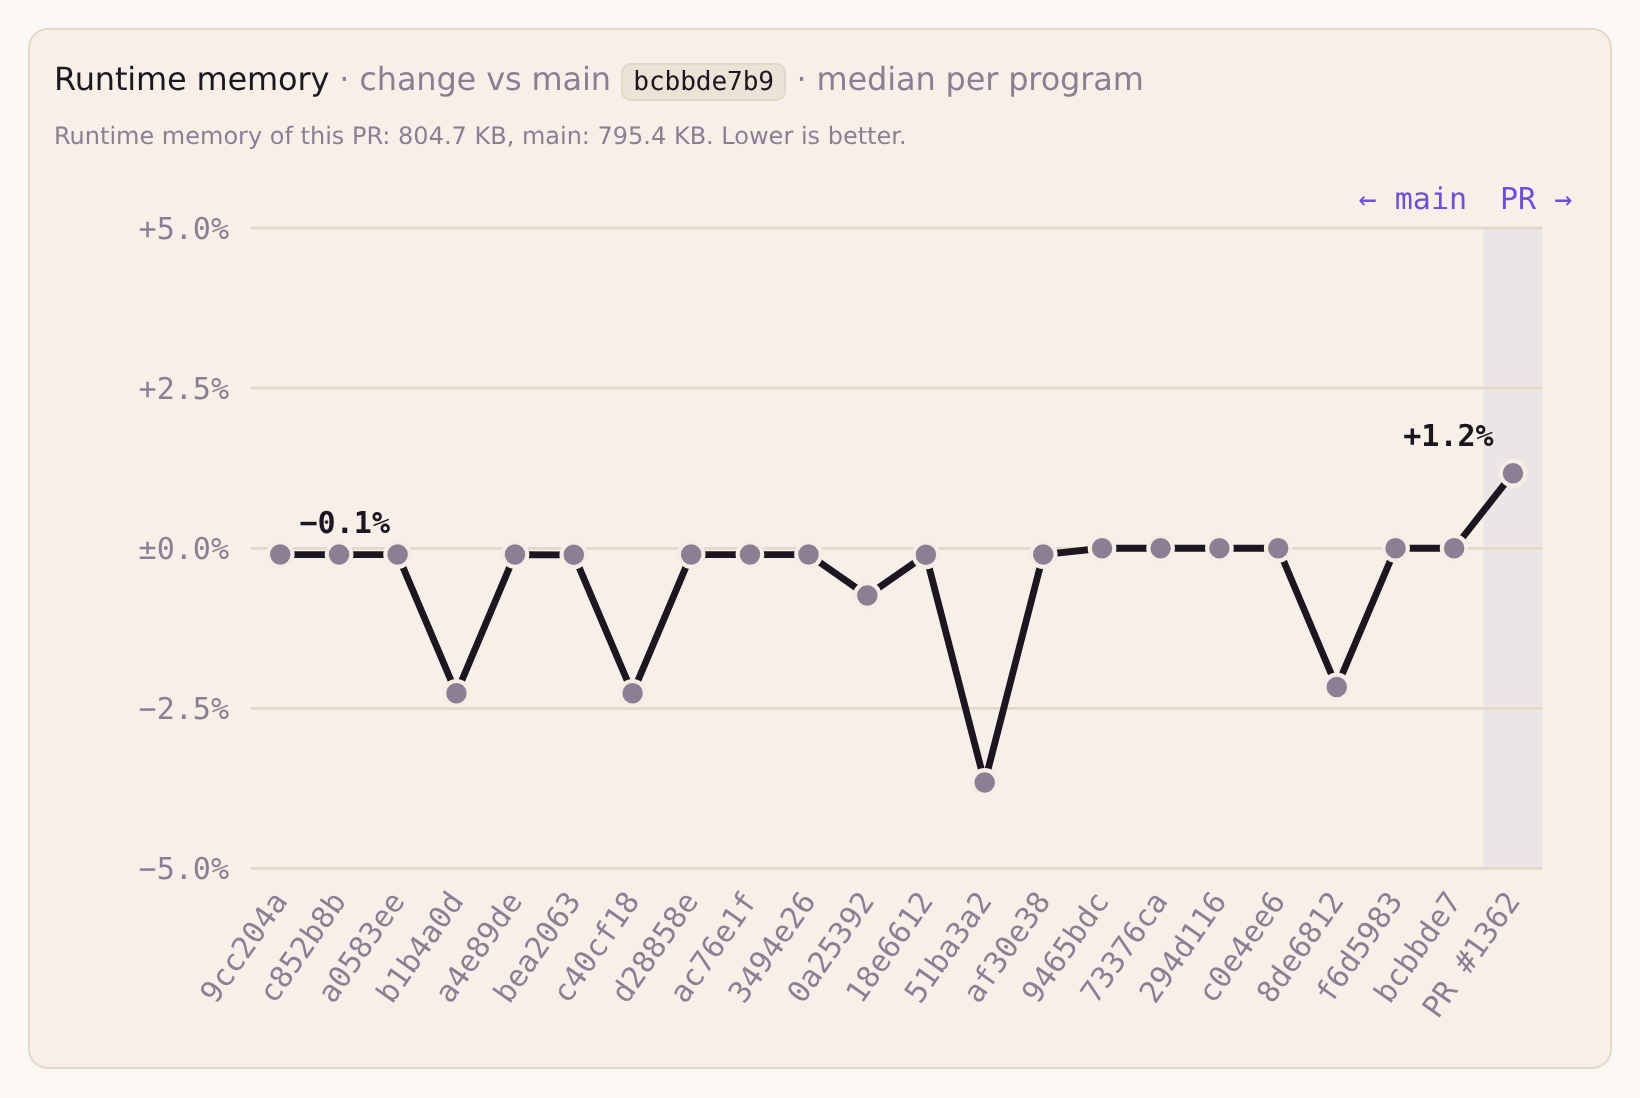 Runtime memory · change vs main bcbbde7b9 · median per program
Runtime memory of this PR: 804.7 KB, main: 795.4 KB. Lower is better.
← main PR →
+5.0%
+2.5%
+1.2%
−0.1%
±0.0%
−2.5%
−5.0%
9cc204a
c852b8b
a0583ee
b1b4a0d
a4e89de
bea2063
c40cf18
d28858e
ac76e1f
3494e26
0a25392
18e6612
51ba3a2
af30e38
9465bdc
73376ca
294d116
c0e4ee6
8de6812
f6d5983
bcbbde7
PR #1362